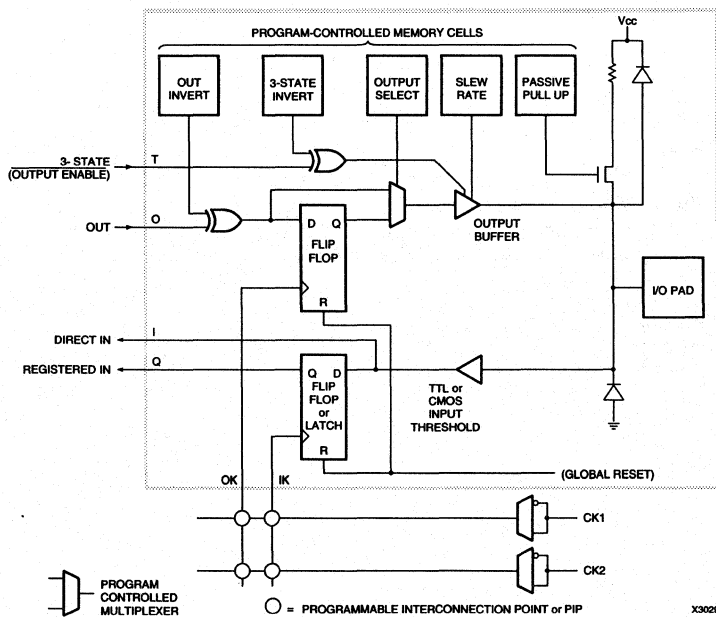 PROGRAM-CONTROLLED MEMORY CELLS
Vcc
OUT
INVERT
3-STATE
INVERT
OUTPUT
SELECT
SLEW
RATE
PASSIVE
PULL UP
3- STATE
(OUTPUT ENABLE)
T
OUT
O
D Q
FLIP
FLOP
R
OUTPUT
BUFFER
I/O PAD
DIRECT IN
I
REGISTERED IN
Q
Q D
FLIP
FLOP
or
LATCH
R
TTL or
CMOS
INPUT
THRESHOLD
OK
IK
(GLOBAL RESET)
CK1
CK2
PROGRAM
CONTROLLED
MULTIPLEXER
= PROGRAMMABLE INTERCONNECTION POINT or PIP
X3029